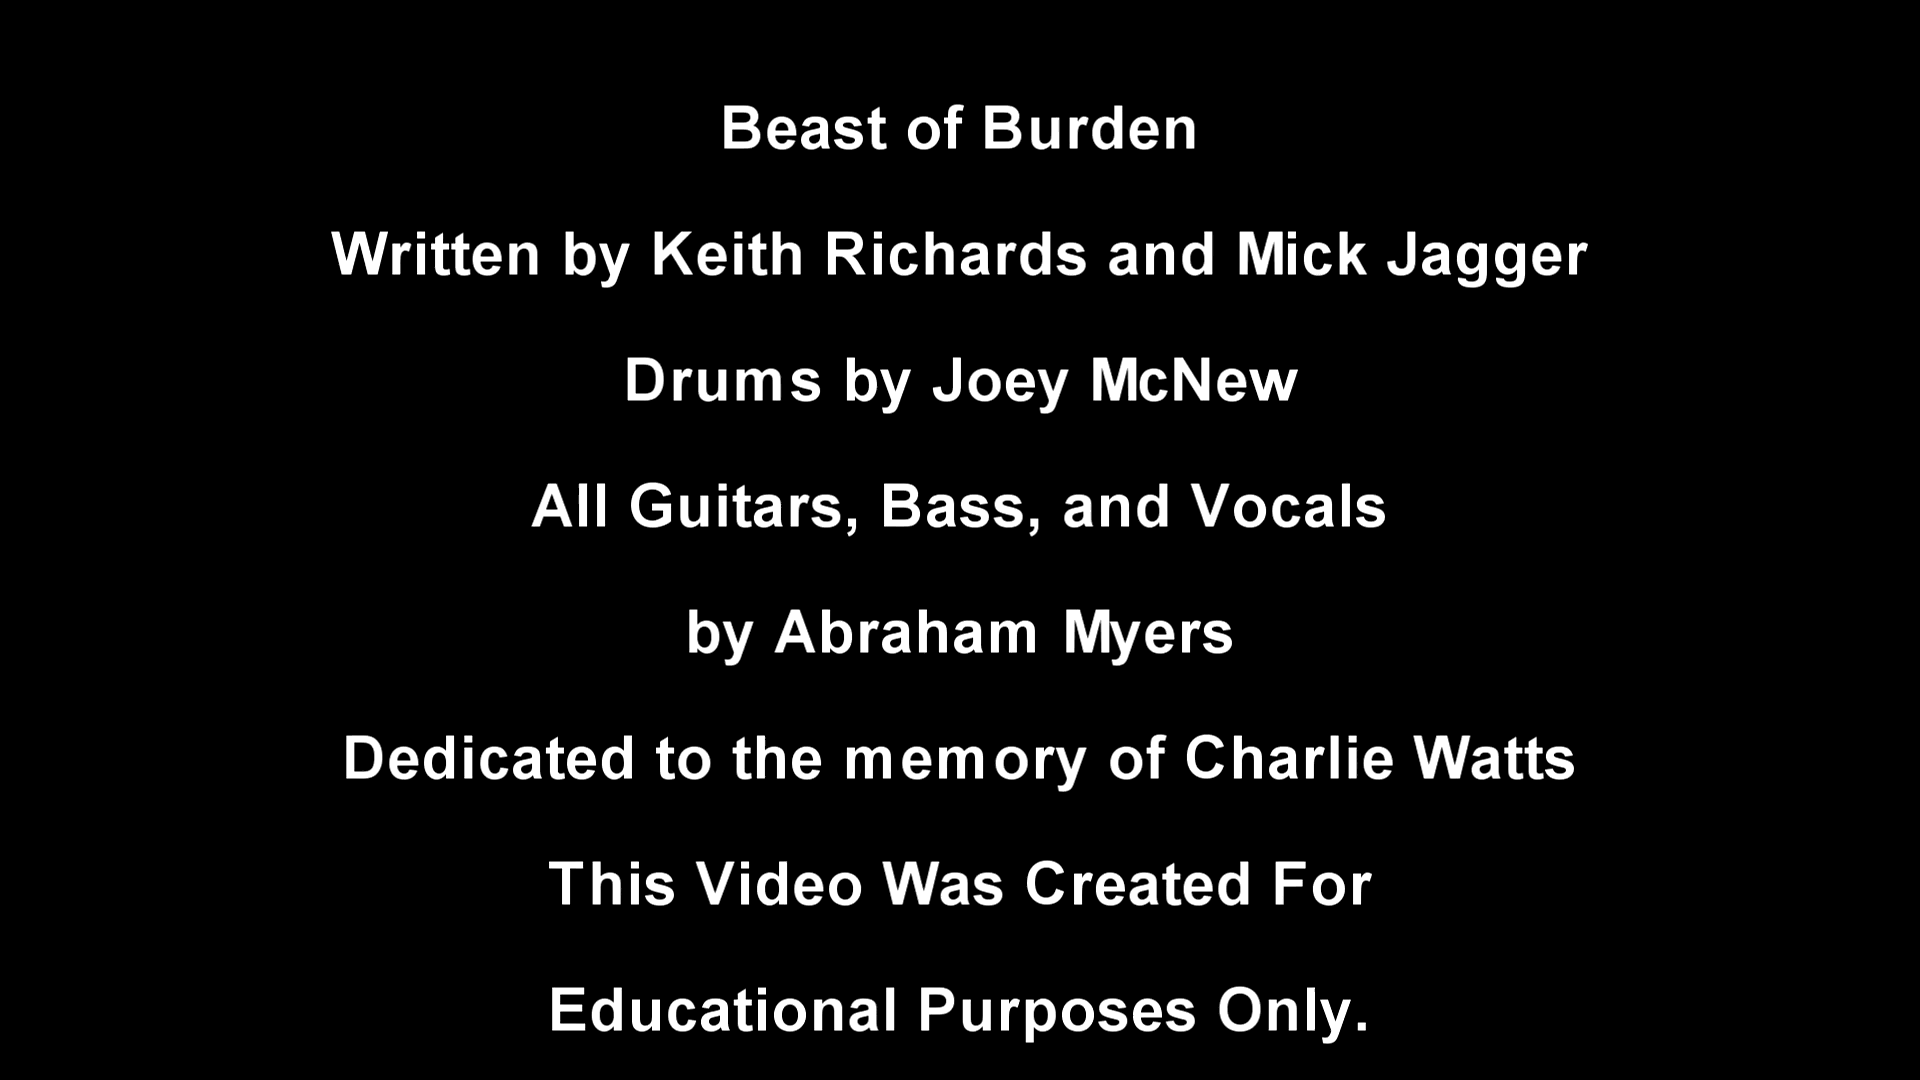 Beast of Burden
Written by Keith Richards and Mick Jagger
Drums by Joey McNew
All Guitars, Bass, and Vocals
by Abraham Myers
Dedicated to the memory of Charlie Watts
This Video Was Created For
Educational Purposes Only.